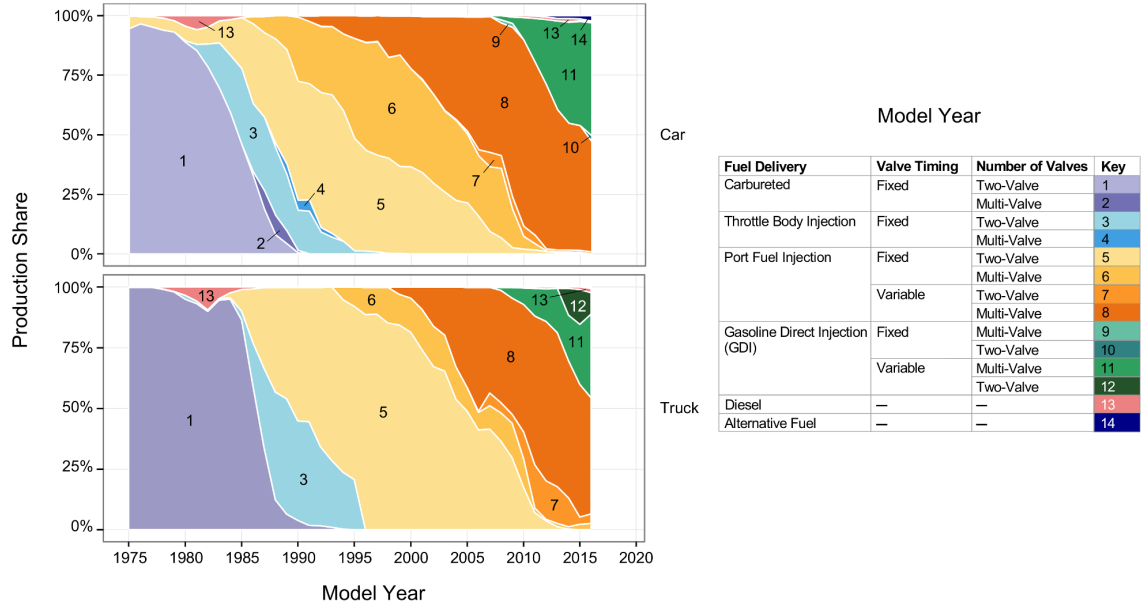 Production Share
100%
75%
50%
25%
0%
13
9
13
14
11
8
6
3
1
10
7
4
5
2
Car
100%
75%
50%
25%
0%
13
6
13
12
11
8
5
1
3
7
Truck
1975 1980 1985 1990 1995 2000 2005 2010 2015 2020
Model Year
Model Year
Fuel Delivery Valve Timing Number of Valves Key
Carbureted Fixed Two-Valve 1
Multi-Valve 2
Throttle Body Injection Fixed Two-Valve 3
Multi-Valve 4
Port Fuel Injection Fixed Two-Valve 5
Multi-Valve 6
Variable Two-Valve 7
Multi-Valve 8
Gasoline Direct Injection Fixed Multi-Valve 9
(GDI) Two-Valve 10
Variable Multi-Valve 11
Two-Valve 12
Diesel — — 13
Alternative Fuel — — 14